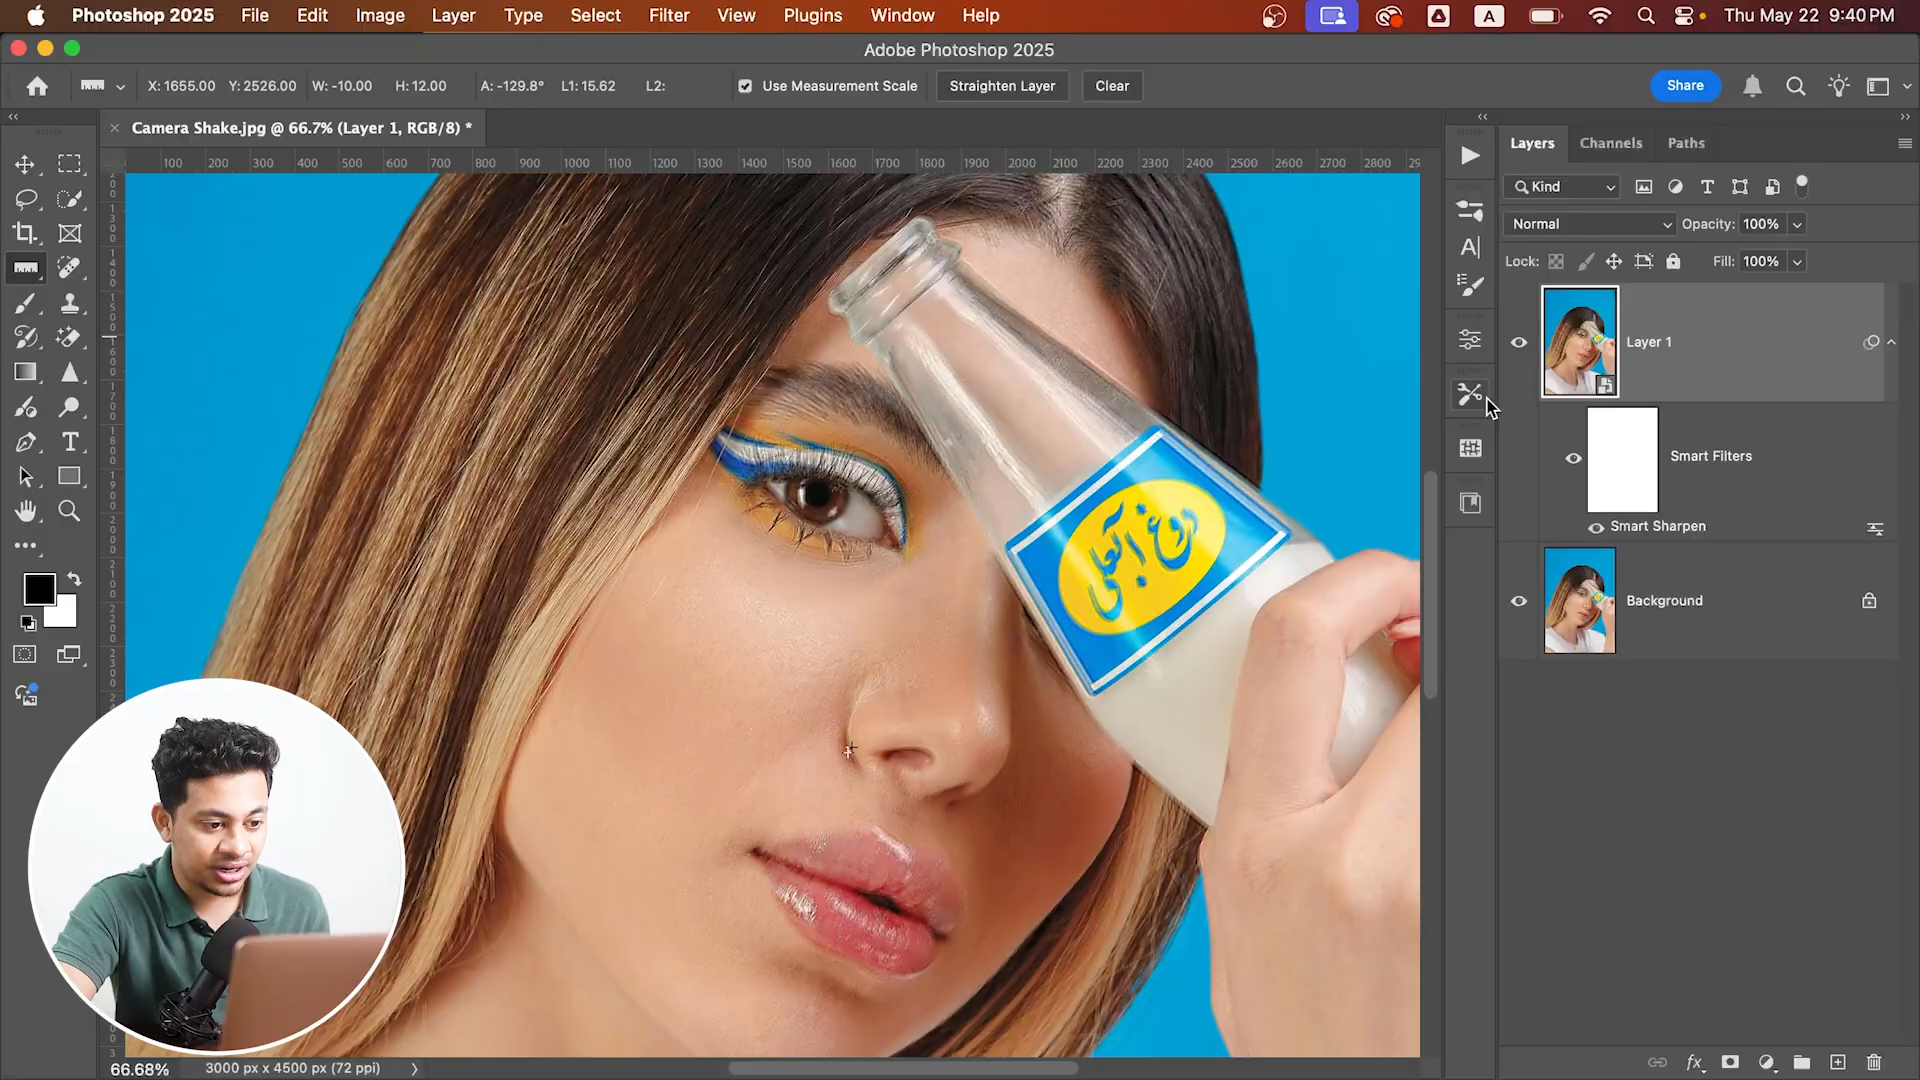 Photoshop 2025 File Edit Image Layer Type Select Filter View Plugins Window Help A Thu May 22 9:40 PM
Adobe Photoshop 2025
X: 1655.00 Y: 2526.00 W: -10.00 H: 12.00 A: -129.8° L1: 15.62 L2: Use Measurement Scale Straighten Layer Clear Share
Camera Shake.jpg @ 66.7% (Layer 1, RGB/8) *
Layers Channels Paths
100 200 300 400 500 600 700 800 900 1000 1100 1200 1300 1400 1500 1600 1700 1800 1900 2000 2100 2200 2300 2400 2500 2600 2700 2800
Kind
Normal Opacity: 100%
Lock: Fill: 100%
Layer 1
Smart Filters
Smart Sharpen
Background
دوغ آبعلی
66.68% 3000 px x 4500 px (72 ppi)